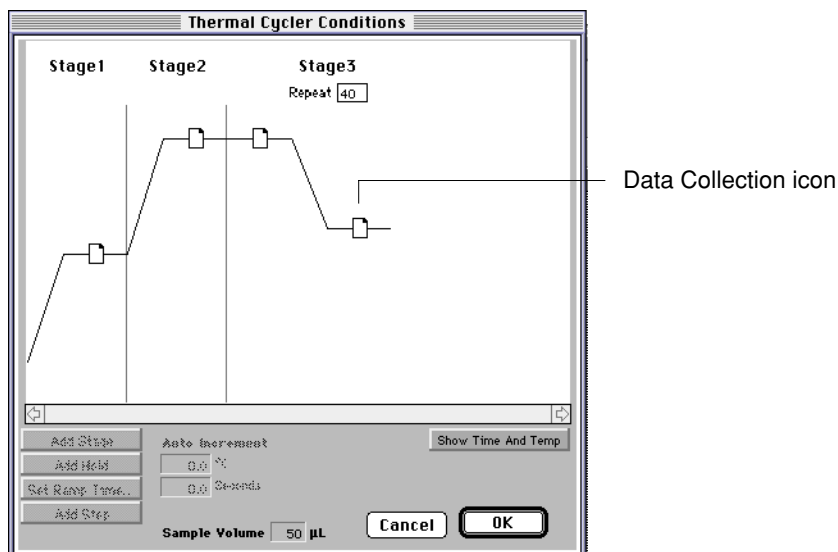 Thermal Cycler Conditions
Stage1 Stage2 Stage3
Repeat 40
Data Collection icon
Add Stage
Add Hold
Set Ramp Time..
Add Step
Auto Increment
0.0 °C
0.0 Seconds
Show Time And Temp
Sample Volume 50 µL
Cancel
OK